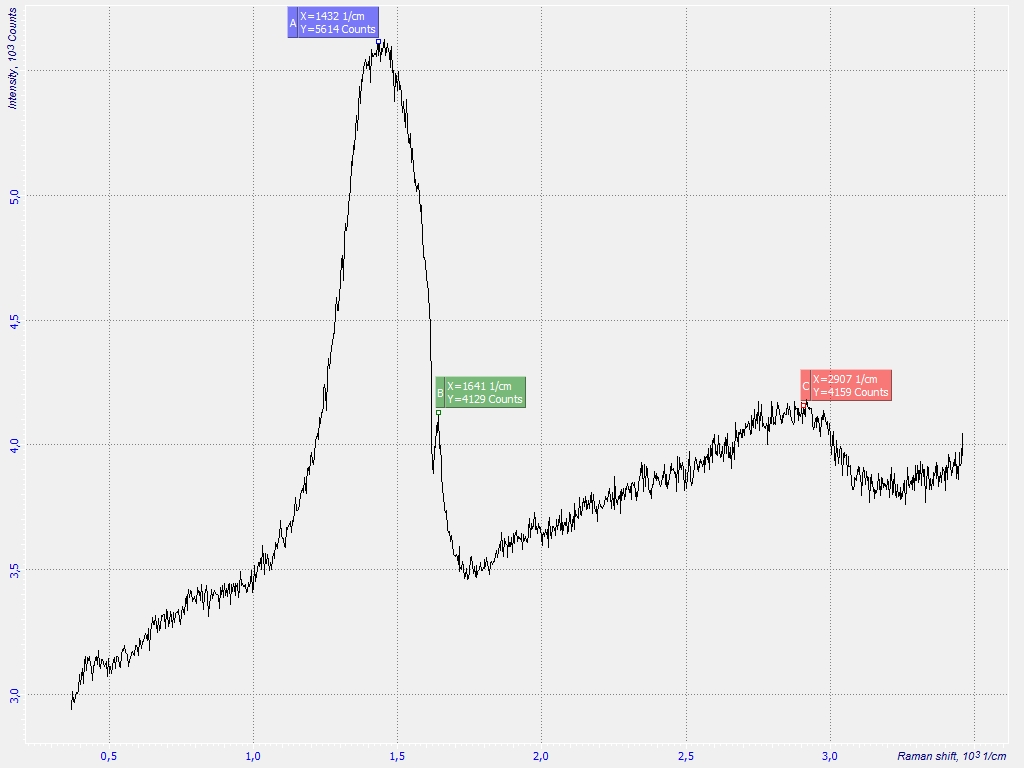 Intensity, 10³ Counts
A
X=1432 1/cm
Y=5614 Counts
5,0
4,5
B
X=1641 1/cm
Y=4129 Counts
C
X=2907 1/cm
Y=4159 Counts
4,0
3,5
3,0
0,5 1,0 1,5 2,0 2,5 3,0 Raman shift, 10³ 1/cm